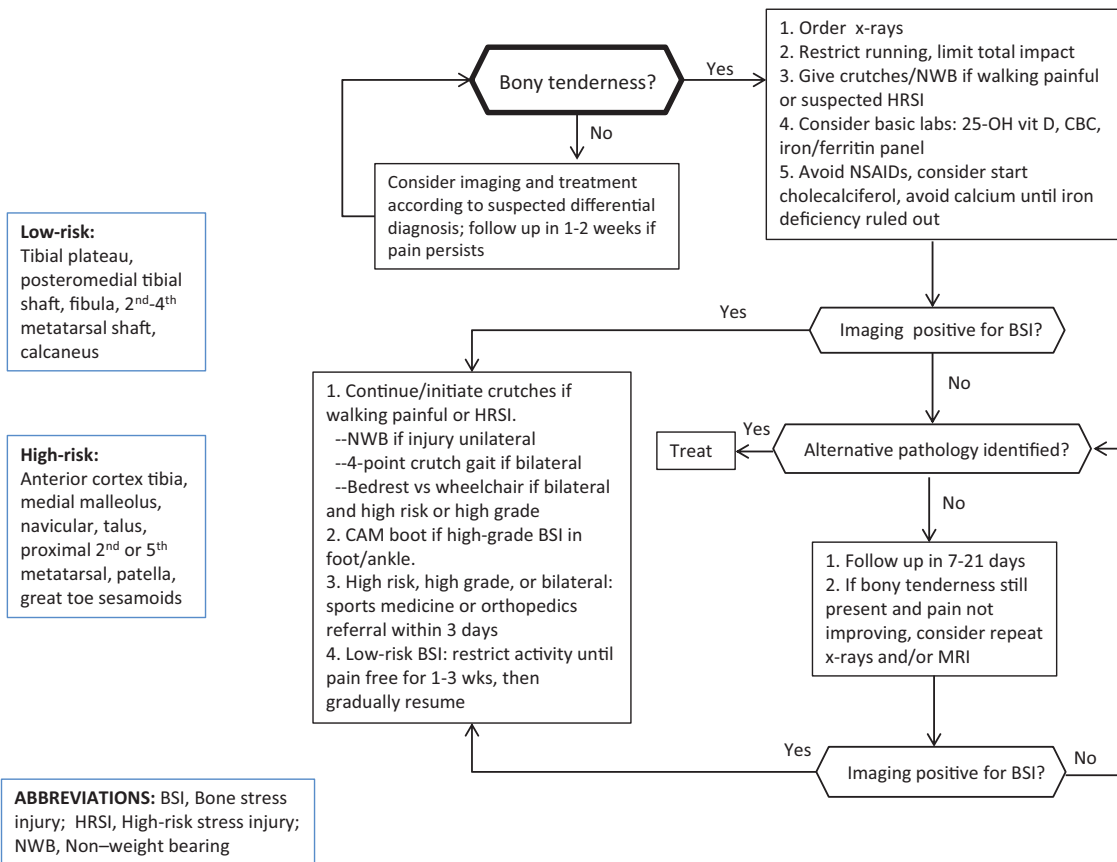 Bony tenderness?
Yes
No
1. Order x-rays
2. Restrict running, limit total impact
3. Give crutches/NWB if walking painful
or suspected HRSI
4. Consider basic labs: 25-OH vit D, CBC,
iron/ferritin panel
5. Avoid NSAIDs, consider start
cholecalciferol, avoid calcium until iron
deficiency ruled out
Consider imaging and treatment
according to suspected differential
diagnosis; follow up in 1-2 weeks if
pain persists
Low-risk:
Tibial plateau,
posteromedial tibial
shaft, fibula, 2nd-4th
metatarsal shaft,
calcaneus
Yes
Imaging positive for BSI?
No
1. Continue/initiate crutches if
walking painful or HRSI.
--NWB if injury unilateral
--4-point crutch gait if bilateral
--Bedrest vs wheelchair if bilateral
and high risk or high grade
2. CAM boot if high-grade BSI in
foot/ankle.
3. High risk, high grade, or bilateral:
sports medicine or orthopedics
referral within 3 days
4. Low-risk BSI: restrict activity until
pain free for 1-3 wks, then
gradually resume
High-risk:
Anterior cortex tibia,
medial malleolus,
navicular, talus,
proximal 2nd or 5th
metatarsal, patella,
great toe sesamoids
Treat
Yes
Alternative pathology identified?
No
1. Follow up in 7-21 days
2. If bony tenderness still
present and pain not
improving, consider repeat
x-rays and/or MRI
Yes
Imaging positive for BSI?
No
ABBREVIATIONS: BSI, Bone stress
injury; HRSI, High-risk stress injury;
NWB, Non–weight bearing